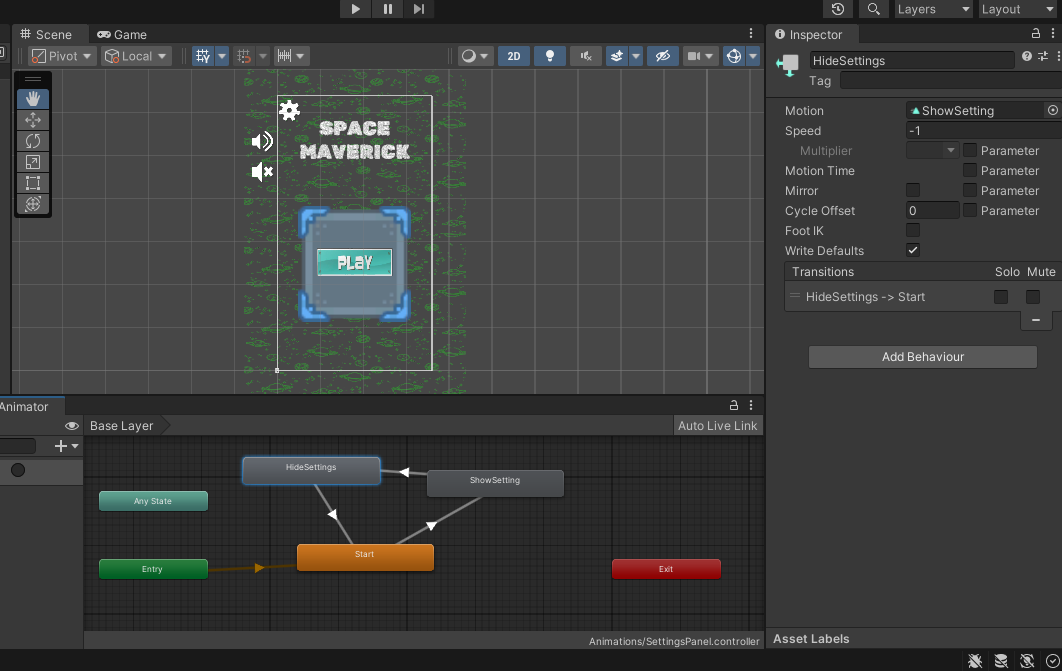 Layers
Layout
Scene
Game
Pivot
Local
2D
SPACE
MAVERICK
PLAY
Inspector
HideSettings
Tag
Motion
ShowSetting
Speed
-1
Multiplier
Parameter
Motion Time
Parameter
Mirror
Parameter
Cycle Offset
0
Parameter
Foot IK
Write Defaults
Transitions
Solo
Mute
HideSettings -> Start
Add Behaviour
Animator
Base Layer
Auto Live Link
HideSettings
ShowSetting
Any State
Start
Entry
Exit
Animations/SettingsPanel.controller
Asset Labels